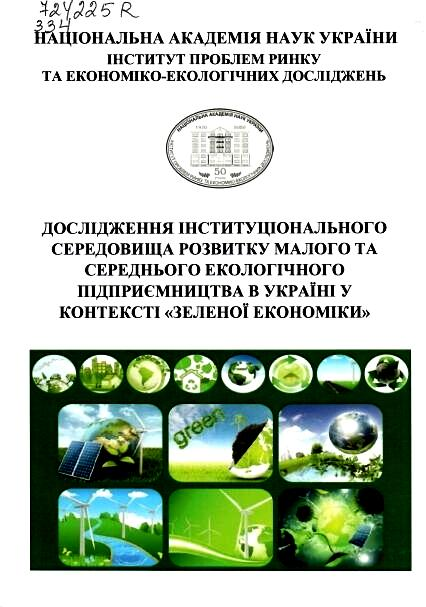 724225 R
334
НАЦІОНАЛЬНА АКАДЕМІЯ НАУК УКРАЇНИ
ІНСТИТУТ ПРОБЛЕМ РИНКУ
ТА ЕКОНОМІКО-ЕКОЛОГІЧНИХ ДОСЛІДЖЕНЬ
НАЦІОНАЛЬНА АКАДЕМІЯ НАУК УКРАЇНИ
50
ДОСЛІДЖЕННЯ ІНСТИТУЦІОНАЛЬНОГО
СЕРЕДОВИЩА РОЗВИТКУ МАЛОГО ТА
СЕРЕДНЬОГО ЕКОЛОГІЧНОГО
ПІДПРИЄМНИЦТВА В УКРАЇНІ У
КОНТЕКСТІ «ЗЕЛЕНОЇ ЕКОНОМІКИ»
green